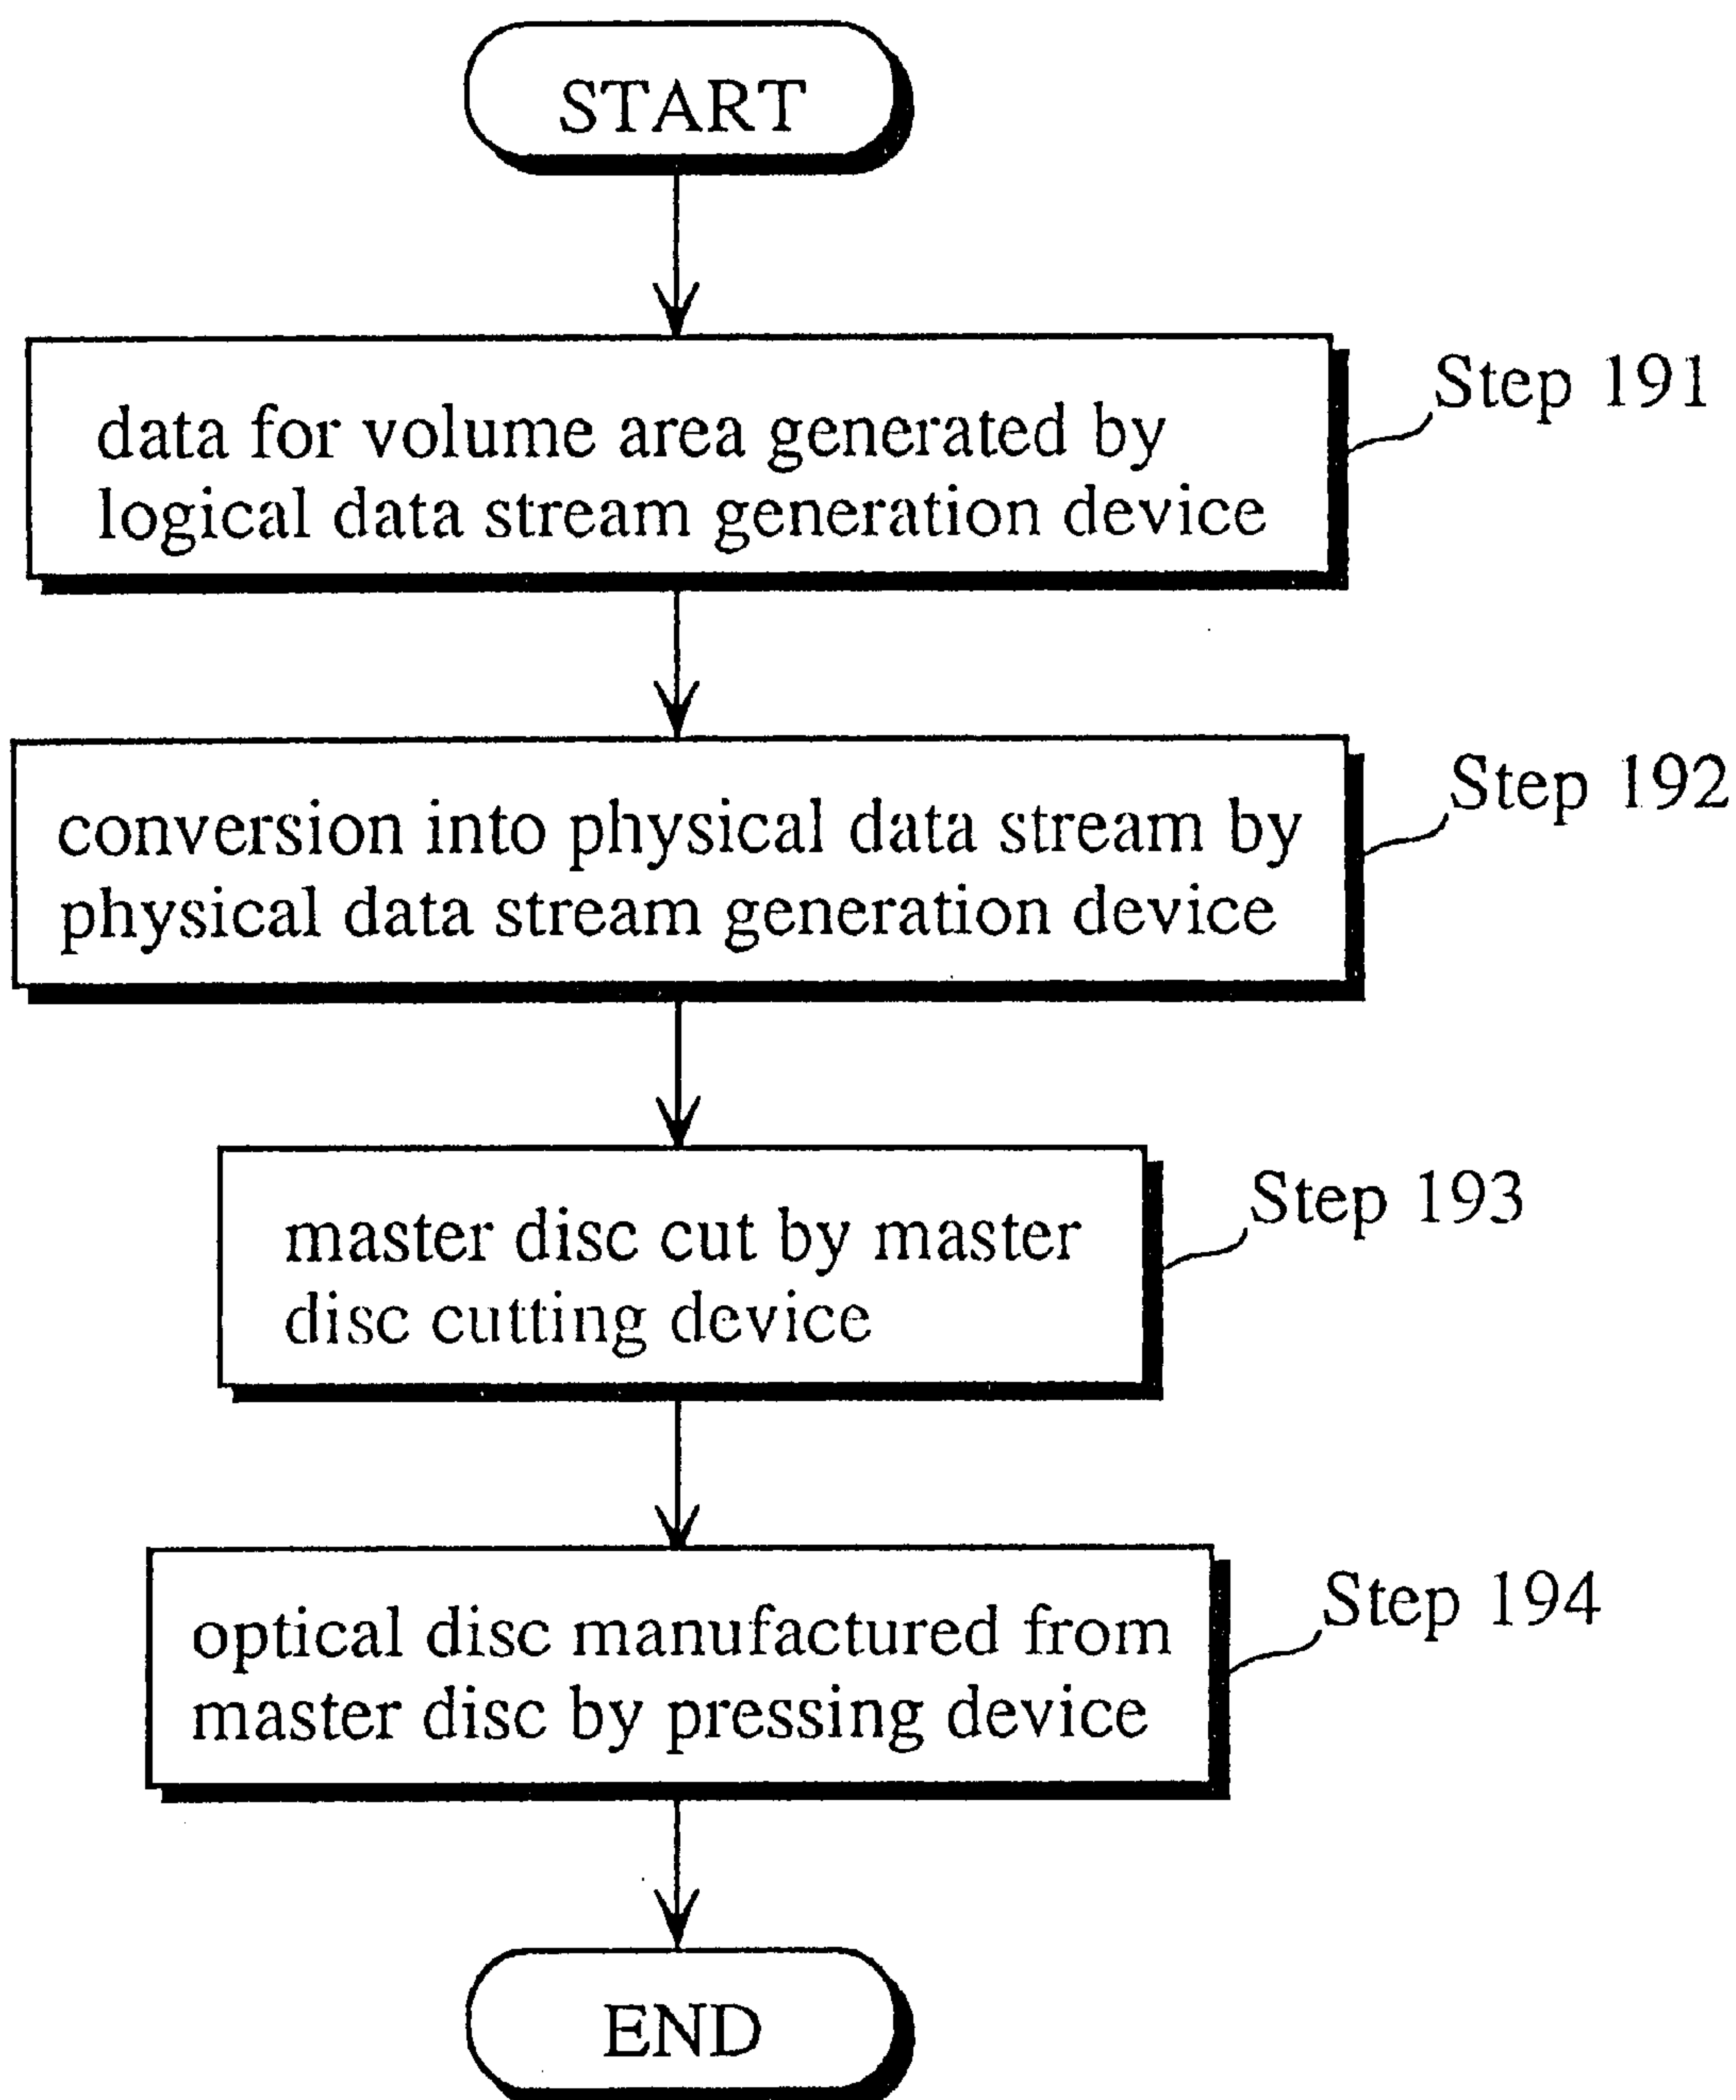 START
data for volume area generated by
logical data stream generation device
Step 191
conversion into physical data stream by
physical data stream generation device
Step 192
master disc cut by master
disc cutting device
Step 193
optical disc manufactured from
master disc by pressing device
Step 194
END